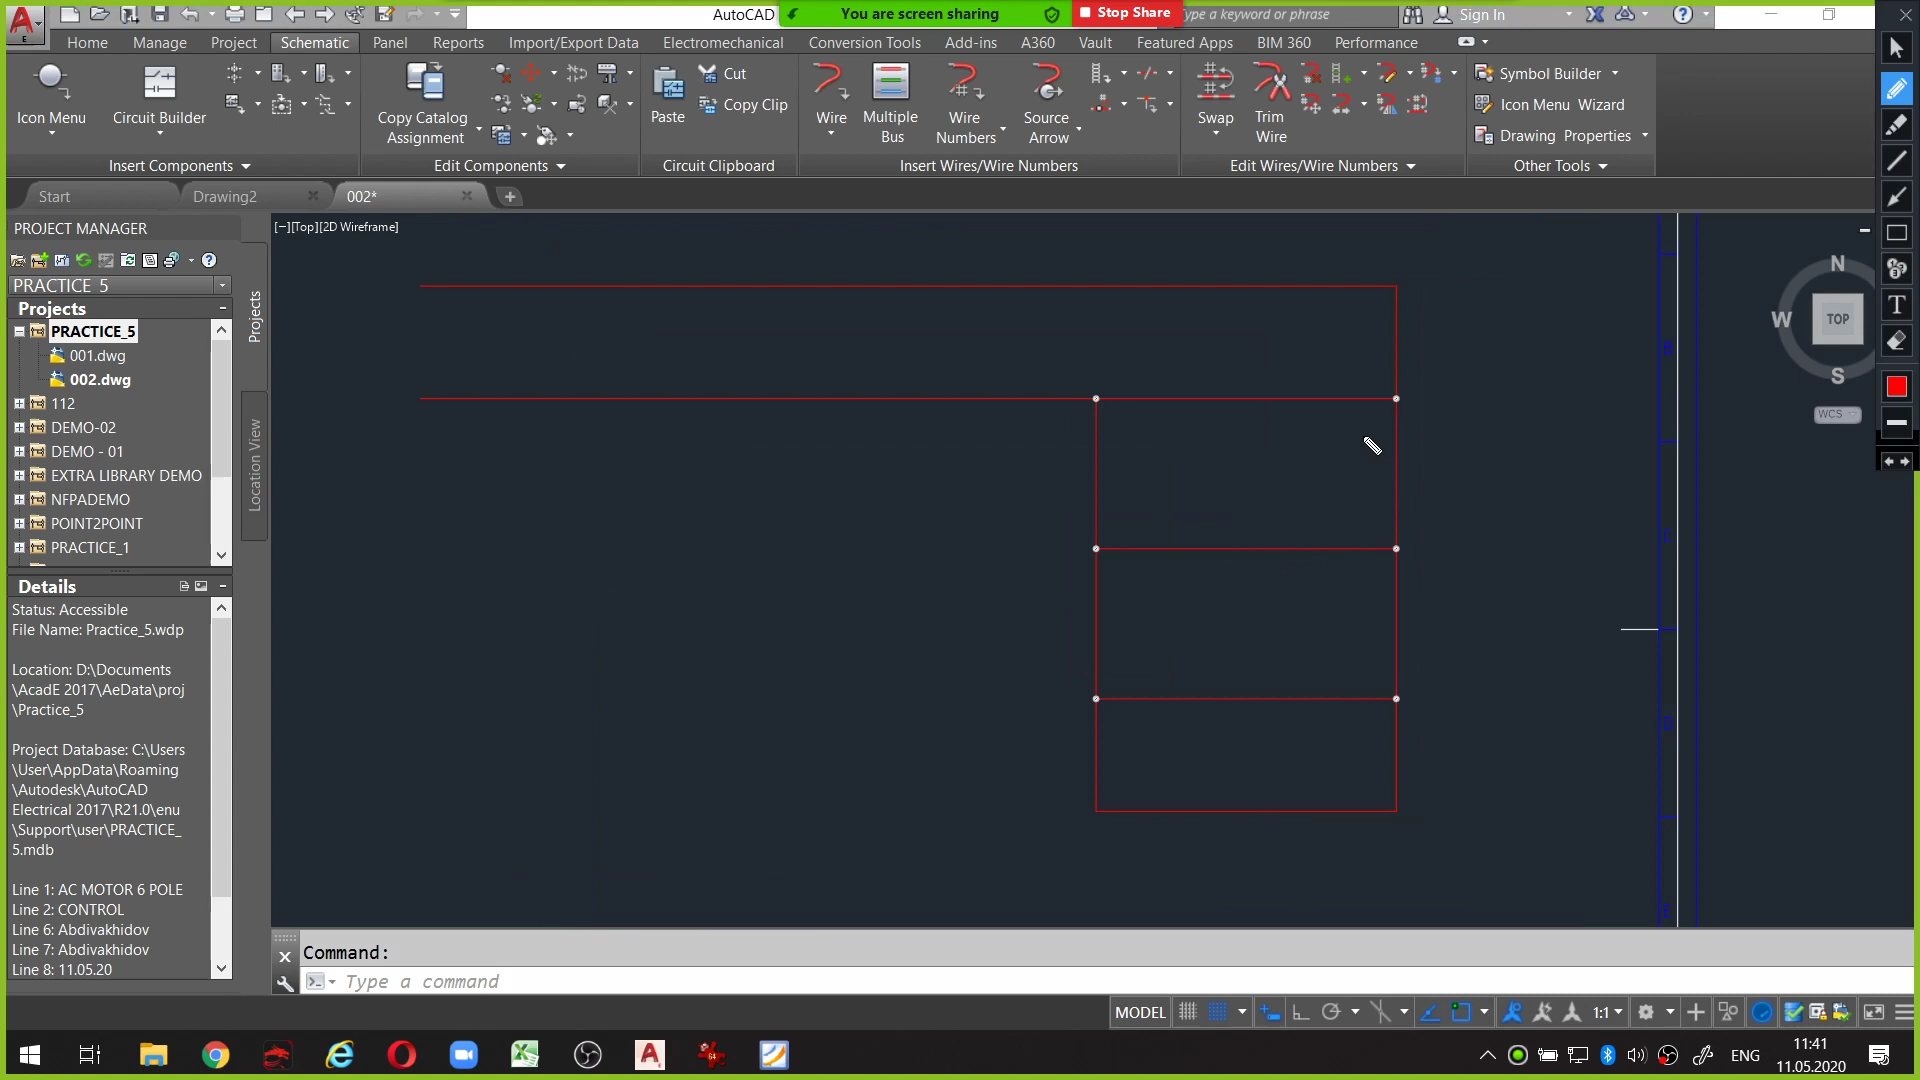 AutoCAD
You are screen sharing
Stop Share
Type a keyword or phrase
Sign In
Home Manage Project Schematic Panel Reports Import/Export Data Electromechanical Conversion Tools Add-ins A360 Vault Featured Apps BIM 360 Performance
Icon Menu
Circuit Builder
Insert Components
Copy Catalog
Assignment
Edit Components
Paste
Cut
Copy Clip
Circuit Clipboard
Wire
Multiple
Bus
Wire
Numbers
Source
Arrow
Insert Wires/Wire Numbers
Swap
Trim
Wire
Edit Wires/Wire Numbers
Symbol Builder
Icon Menu Wizard
Drawing Properties
Other Tools
Start
Drawing2
002*
PROJECT MANAGER
PRACTICE 5
Projects
PRACTICE_5
001.dwg
002.dwg
112
DEMO-02
DEMO - 01
EXTRA LIBRARY DEMO
NFPADEMO
POINT2POINT
PRACTICE_1
Projects
Location View
Details
Status: Accessible
File Name: Practice_5.wdp
Location: D:\Documents
\AcadE 2017\AeData\proj
\Practice_5
Project Database: C:\Users
\User\AppData\Roaming
\Autodesk\AutoCAD
Electrical 2017\R21.0\enu
\Support\user\PRACTICE_
5.mdb
Line 1: AC MOTOR 6 POLE
Line 2: CONTROL
Line 6: Abdivakhidov
Line 7: Abdivakhidov
Line 8: 11.05.20
[−][Top][2D Wireframe]
N
W
TOP
S
WCS
B
C
D
E
T
Command:
Type a command
MODEL
1:1
ENG
11:41
11.05.2020